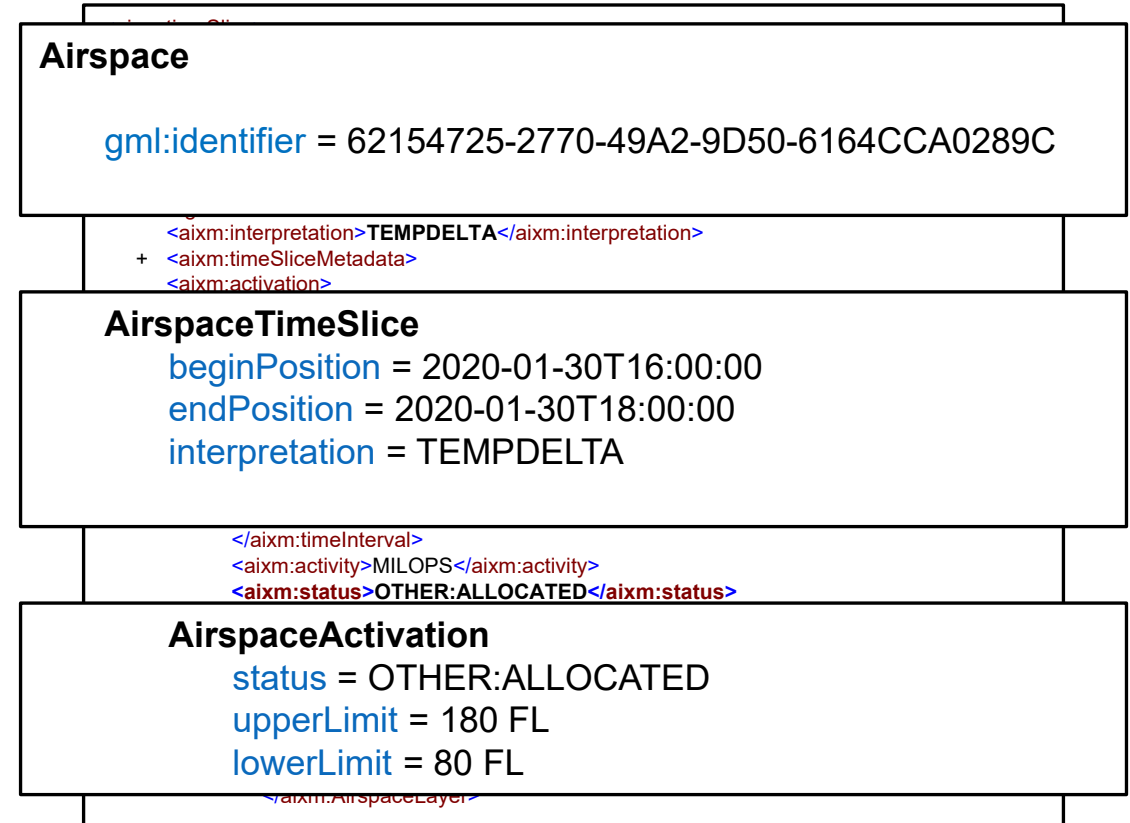 Airspace
gml:identifier = 62154725-2770-49A2-9D50-6164CCA0289C
<aixm:interpretation>TEMPDELTA</aixm:interpretation>
+ <aixm:timeSliceMetadata>
<aixm:activation>
AirspaceTimeSlice
beginPosition = 2020-01-30T16:00:00
endPosition = 2020-01-30T18:00:00
interpretation = TEMPDELTA
</aixm:timeInterval>
<aixm:activity>MILOPS</aixm:activity>
<aixm:status>OTHER:ALLOCATED</aixm:status>
AirspaceActivation
status = OTHER:ALLOCATED
upperLimit = 180 FL
lowerLimit = 80 FL
</aixm:AirspaceLayer>